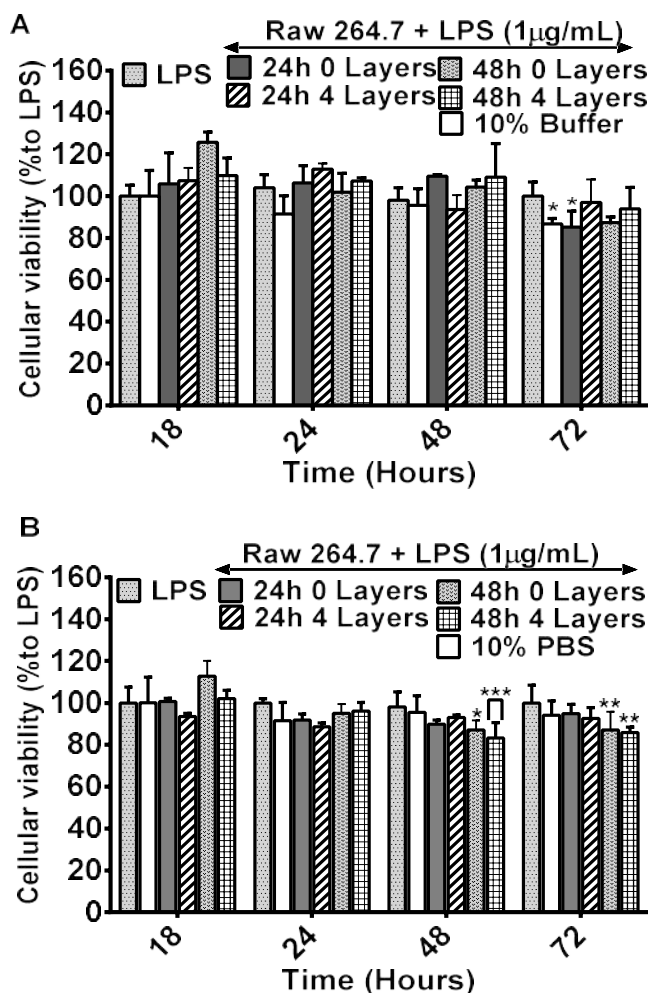 A
Raw 264.7 + LPS (1μg/mL)
LPS
24h 0 Layers
48h 0 Layers
24h 4 Layers
48h 4 Layers
10% Buffer
Cellular viability (%to LPS)
160
140
120
100
80
60
40
20
0
* *
18 24 48 72
Time (Hours)
B
Raw 264.7 + LPS (1μg/mL)
LPS
24h 0 Layers
48h 0 Layers
24h 4 Layers
48h 4 Layers
10% PBS
Cellular viability (%to LPS)
160
140
120
100
80
60
40
20
0
* *** ** **
18 24 48 72
Time (Hours)